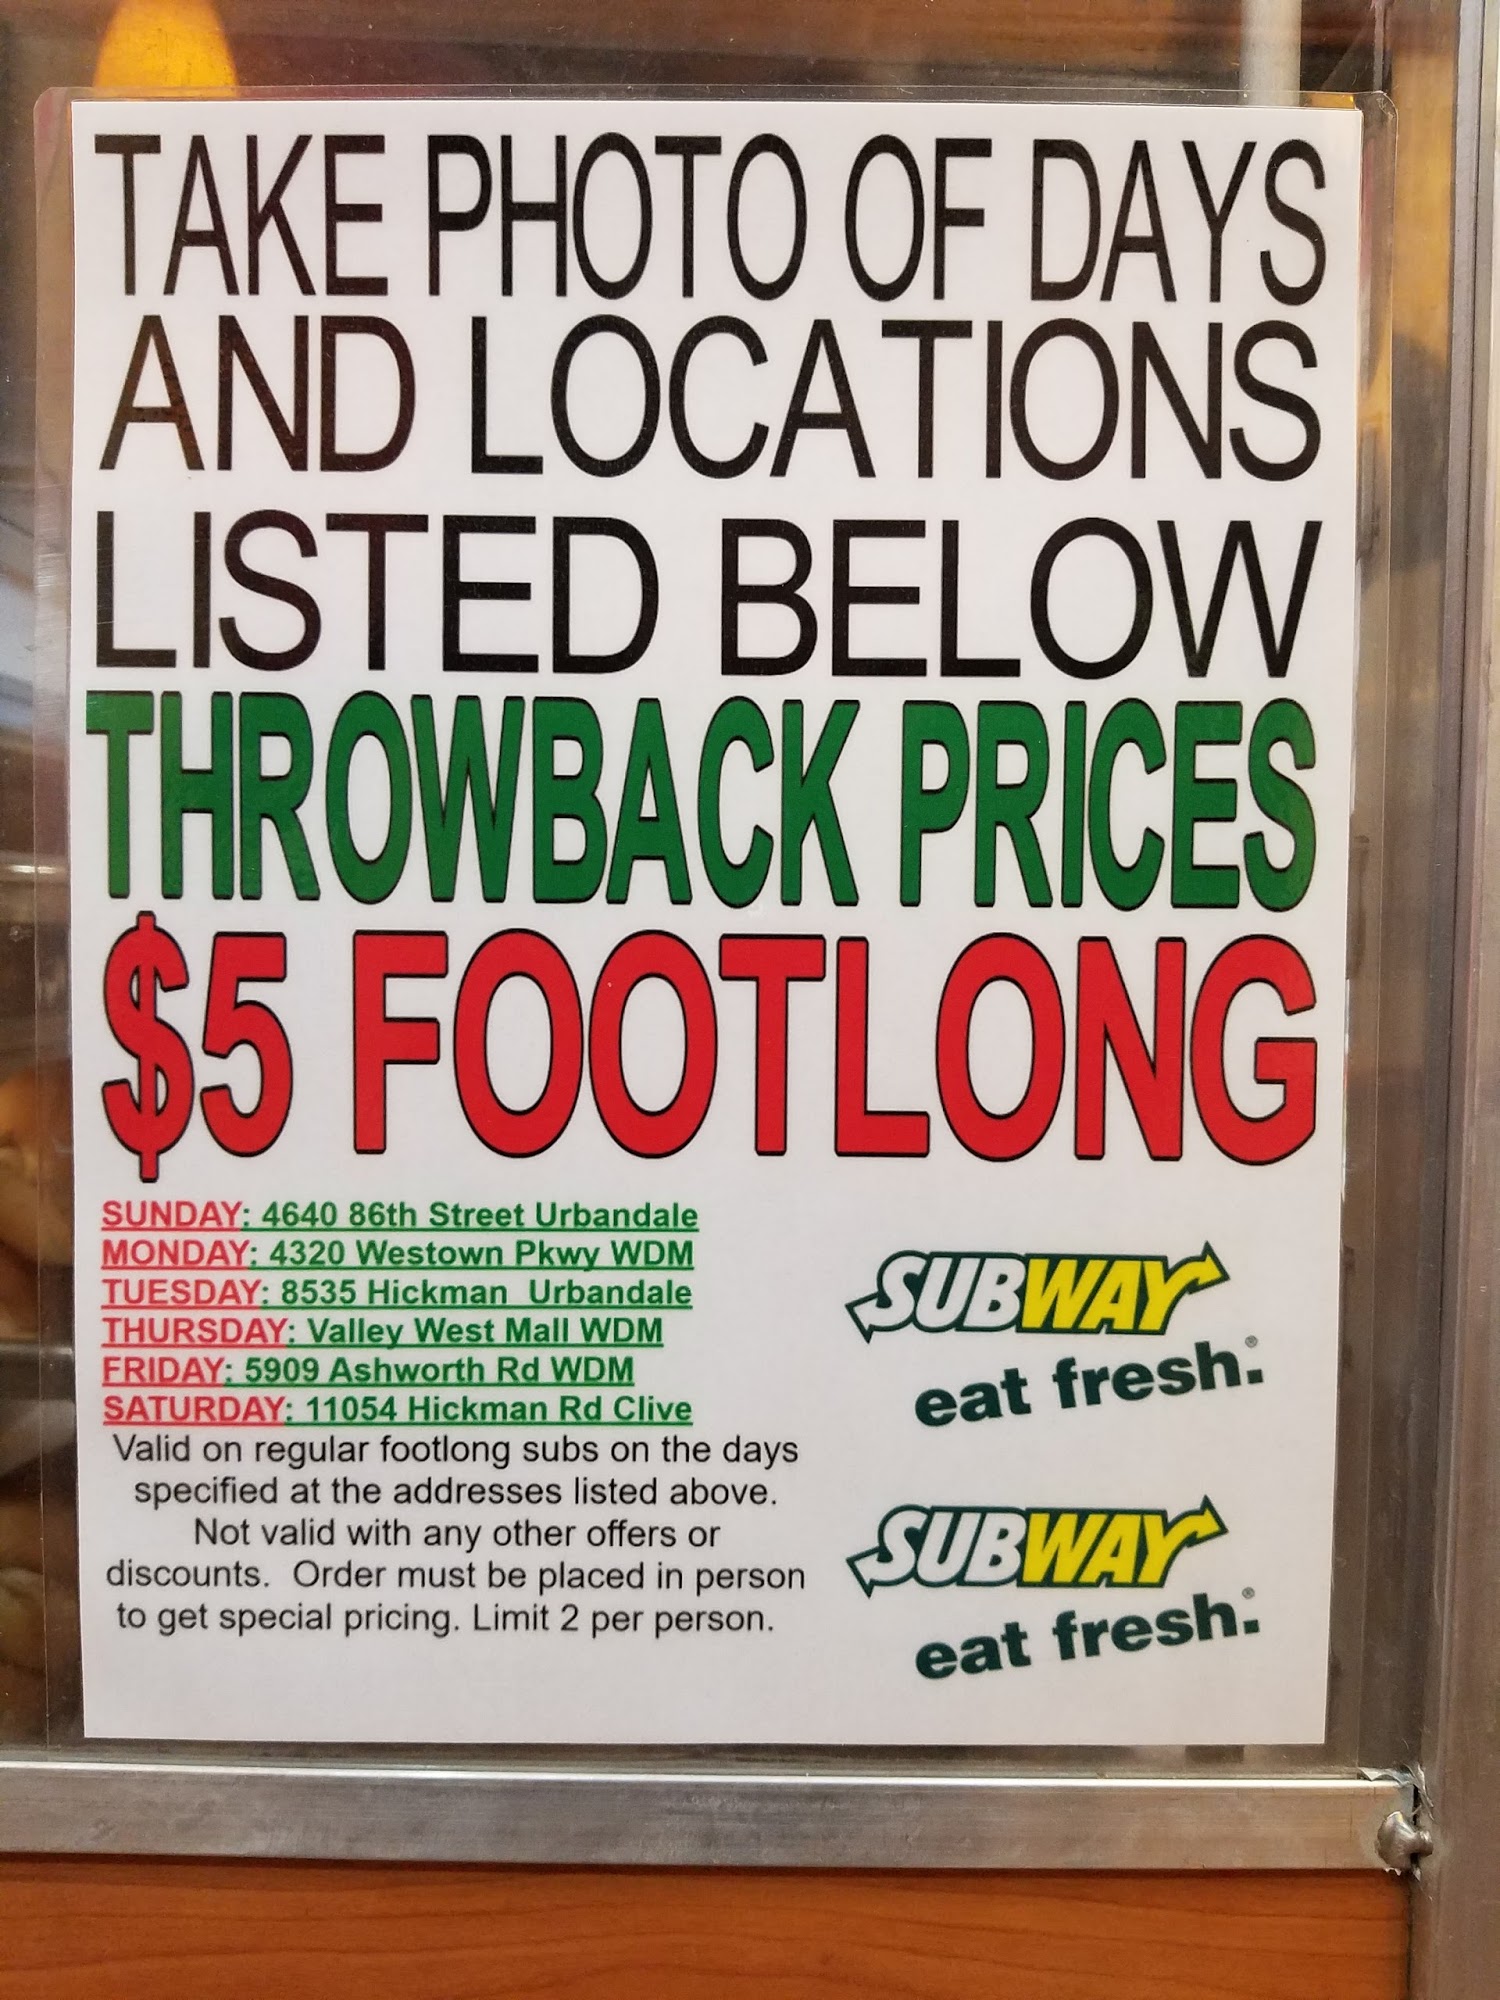 TAKE PHOTO OF DAYS
AND LOCATIONS
LISTED BELOW
THROWBACK PRICES
$5 FOOTLONG
SUNDAY: 4640 86th Street Urbandale
MONDAY: 4320 Westown Pkwy WDM
TUESDAY: 8535 Hickman  Urbandale
THURSDAY: Valley West Mall WDM
FRIDAY: 5909 Ashworth Rd WDM
SATURDAY: 11054 Hickman Rd Clive
Valid on regular footlong subs on the days
specified at the addresses listed above.
Not valid with any other offers or
discounts.  Order must be placed in person
to get special pricing. Limit 2 per person.
SUBWAY
eat fresh.®
SUBWAY
eat fresh.®